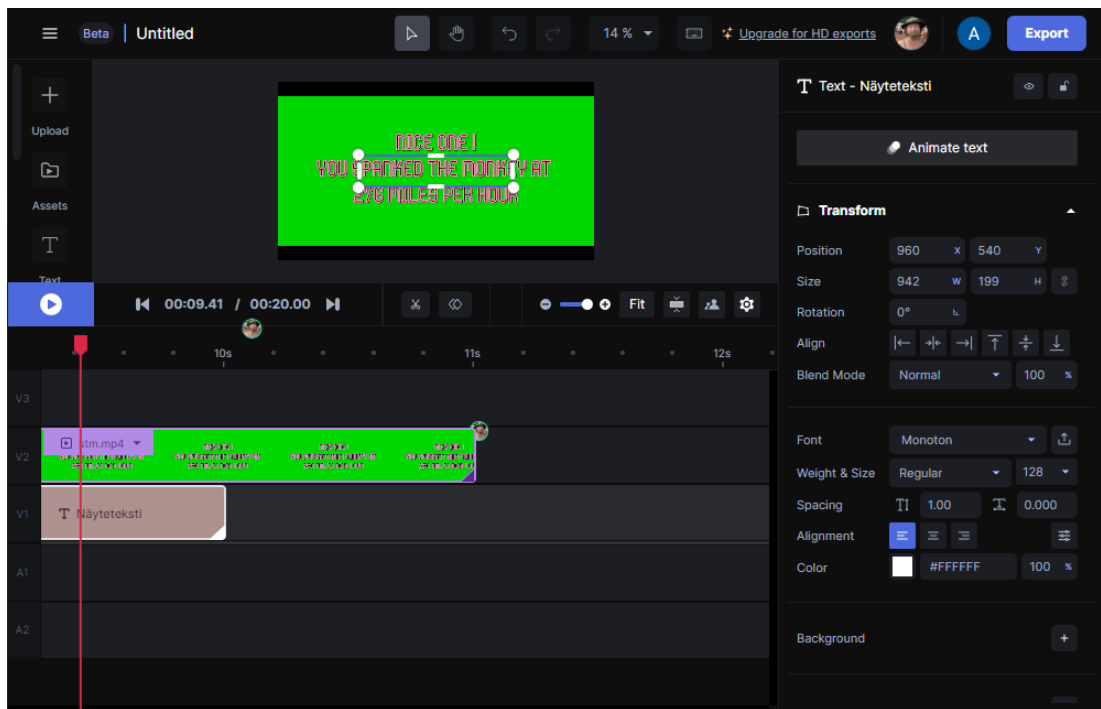 Beta
Untitled
14 %
Upgrade for HD exports
A
Export
Upload
Assets
Text
NICE ONE !
YOU SPANKED THE MONKEY AT
276 MILES PER HOUR
Text - Näyteteksti
Animate text
Transform
Position 960 X 540 Y
Size 942 W 199 H
Rotation 0°
Align
Blend Mode Normal 100 %
Font Monoton
Weight & Size Regular 128
Spacing 1.00 0.000
Alignment
Color #FFFFFF 100 %
Background +
00:09.41 / 00:20.00
Fit
10s 11s 12s
V3
V2 stm.mp4
V1 T Näyteteksti
A1
A2